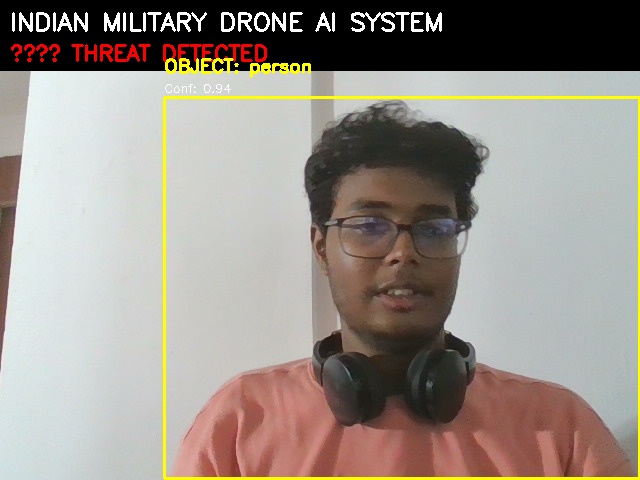 INDIAN MILITARY DRONE AI SYSTEM
???? THREAT DETECTED
OBJECT: person
Conf: 0.94